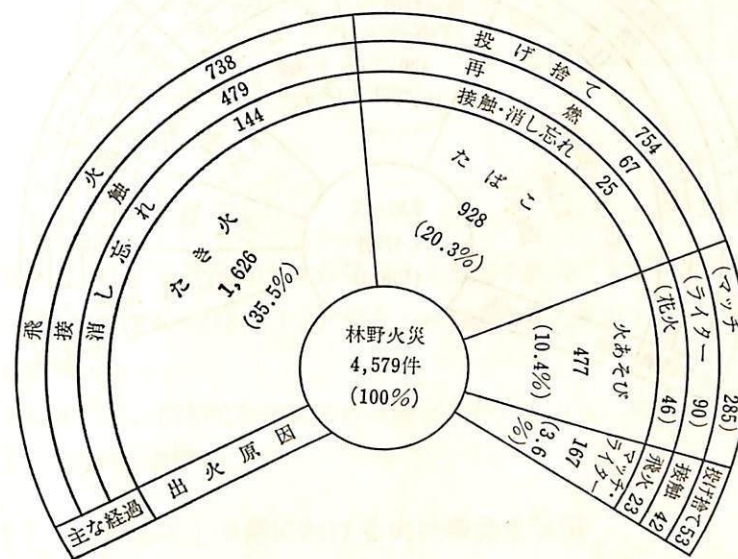 林野火災
4,579件
(100%)
出火原因
主な経過
たき火
1,626
(35.5%)
飛火 738
接触 479
消し忘れ 144
たばこ
928
(20.3%)
投げ捨て 754
再燃 67
接触・消し忘れ 25
火あそび
477
(10.4%)
(マッチ 285)
(ライター 90)
(花火 46)
マッチ・
ライター
167
(3.6
%)
投げ捨て53
接触 42
飛火 23